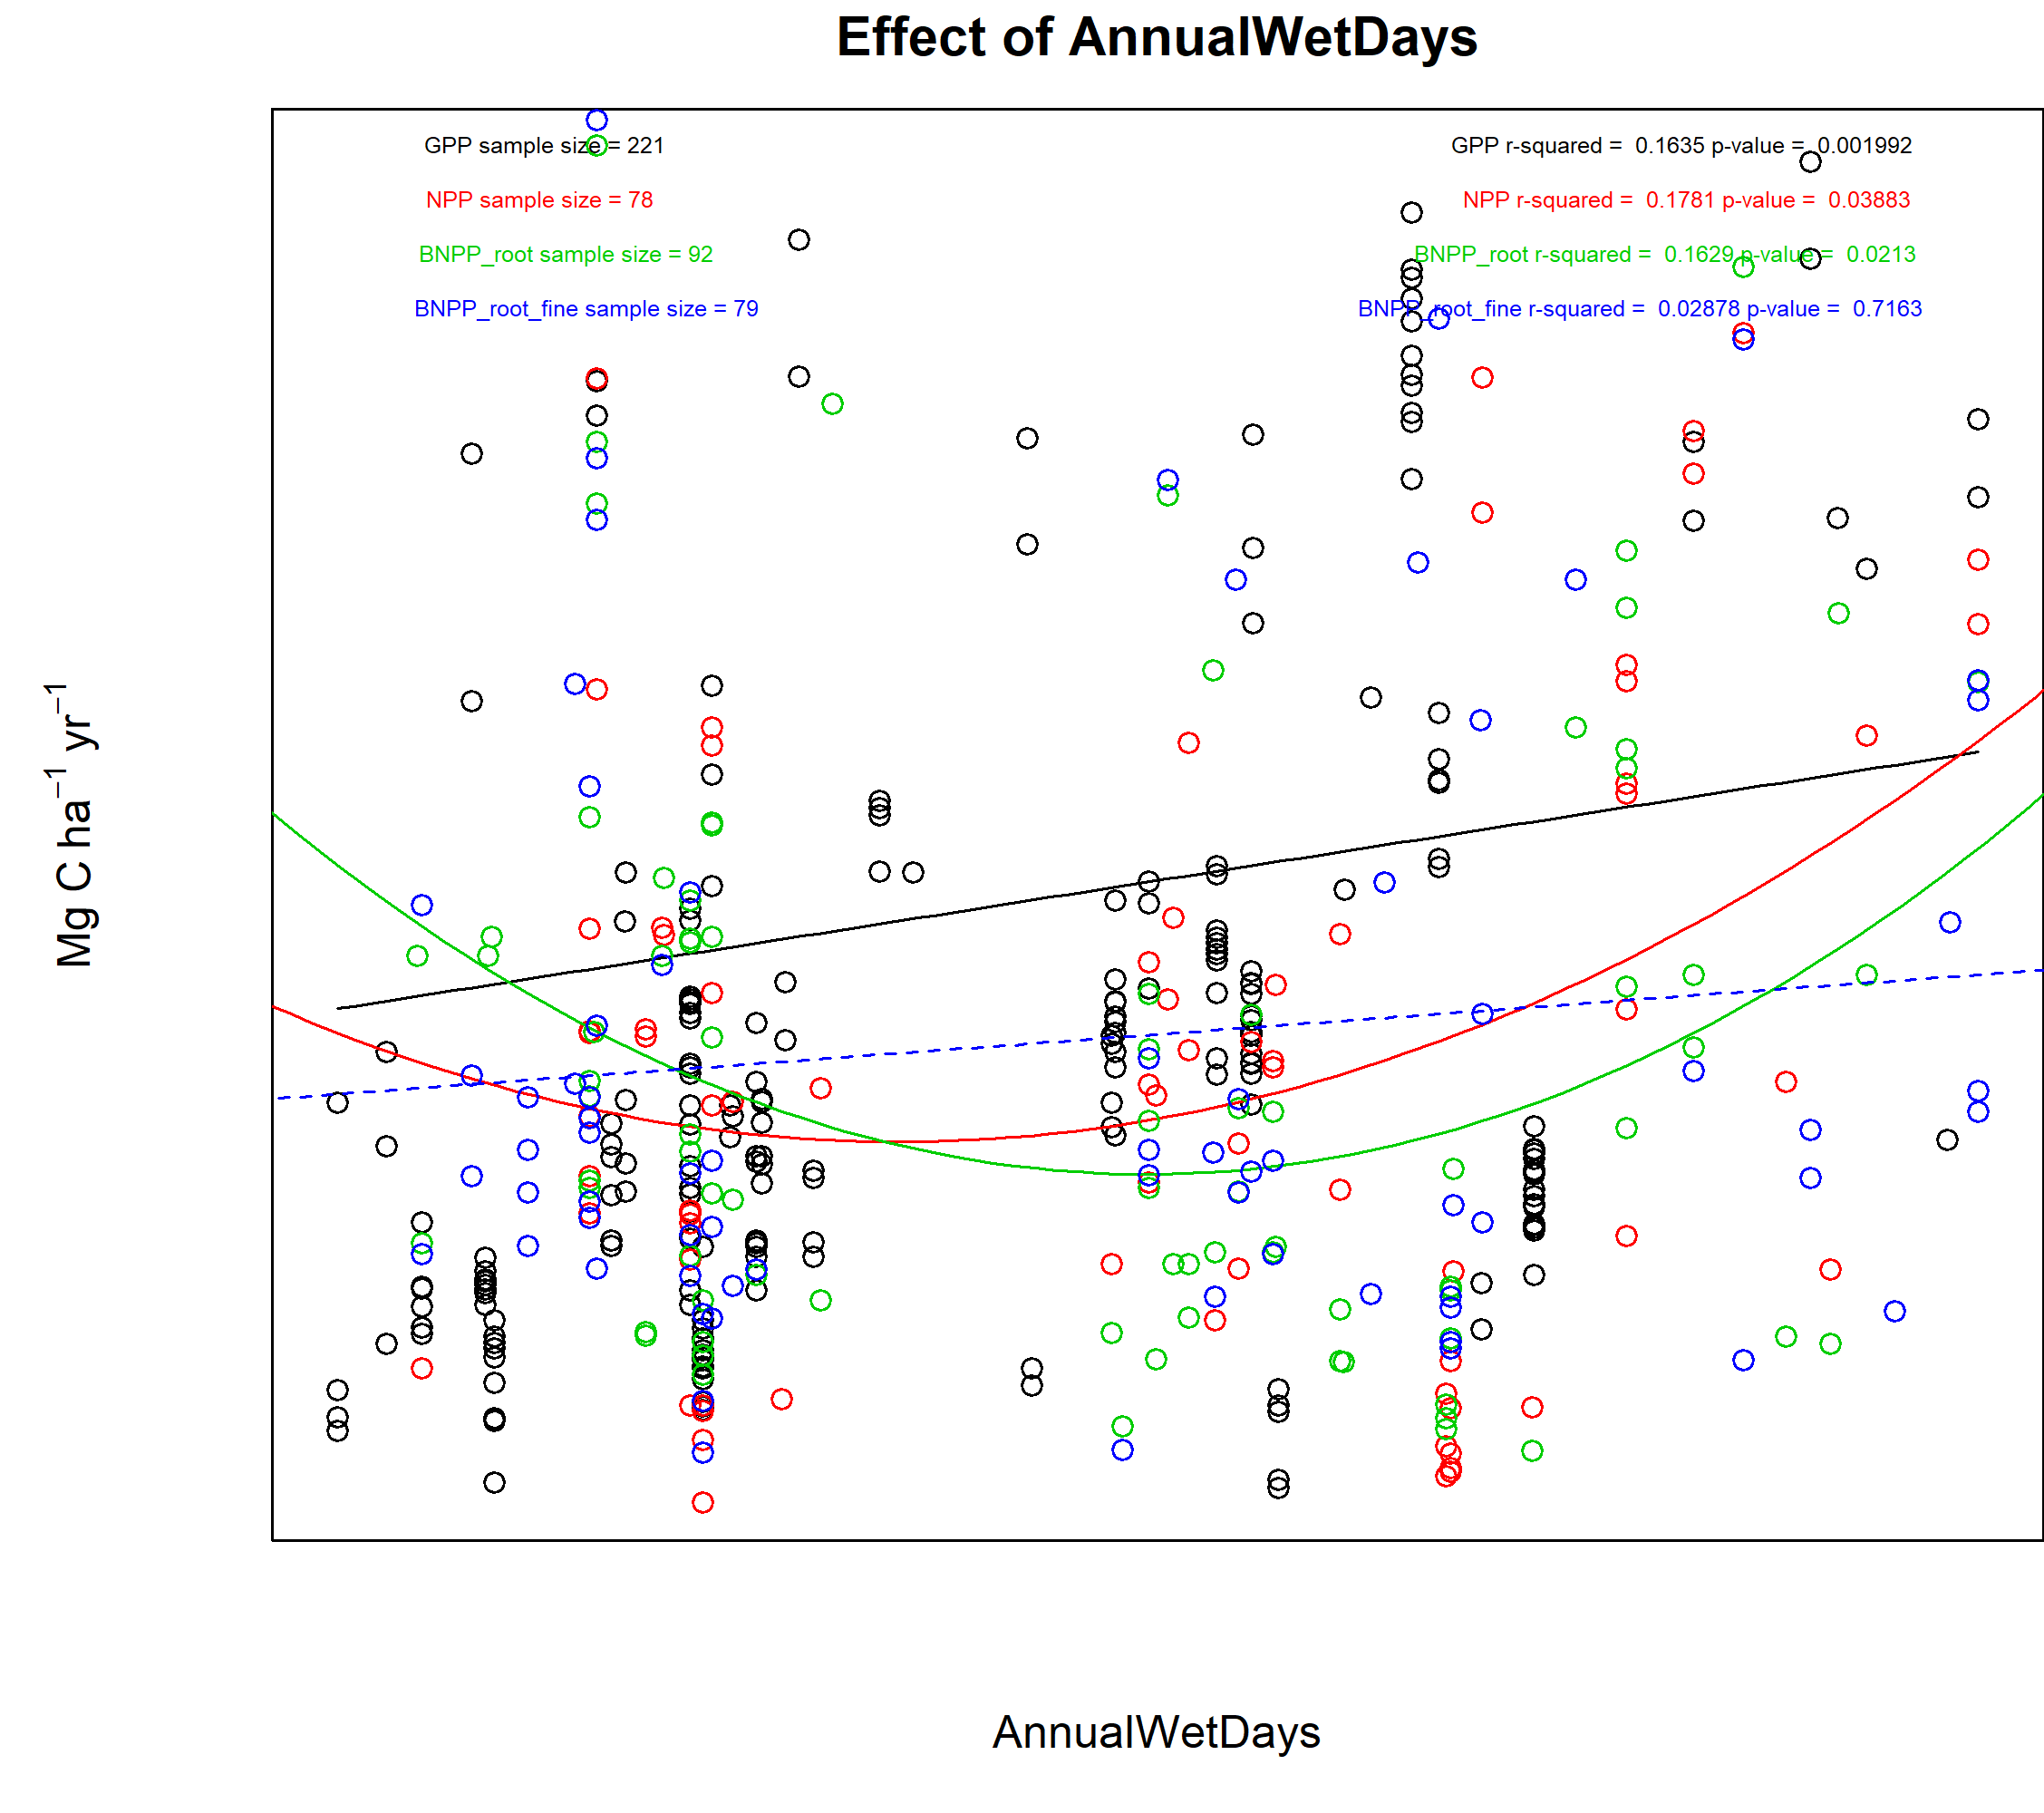 Effect of AnnualWetDays
GPP sample size = 221
GPP r-squared = 0.1635 p-value = 0.001992
NPP sample size = 78
NPP r-squared = 0.1781 p-value = 0.03883
BNPP_root sample size = 92
BNPP_root r-squared = 0.1629 p-value = 0.0213
BNPP_root_fine sample size = 79
BNPP_root_fine r-squared = 0.02878 p-value = 0.7163
Mg C ha−1 yr−1
AnnualWetDays